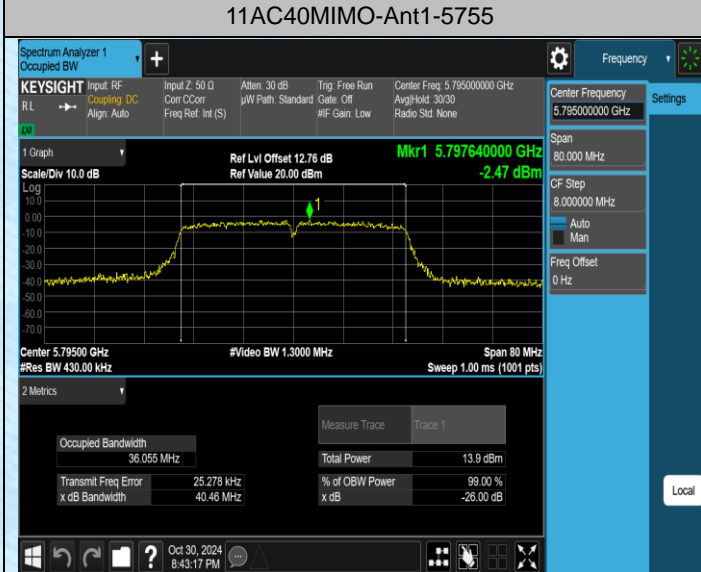 11AC40MIMO-Ant1-5755
Spectrum Analyzer 1
Occupied BW
+
Frequency
KEYSIGHT
RL
LXI
Input: RF
Coupling: DC
Align: Auto
Input Z: 50 Ω
Corr CCorr
Freq Ref: Int (S)
Atten: 30 dB
µW Path: Standard
Trig: Free Run
Gate: Off
#IF Gain: Low
Center Freq: 5.795000000 GHz
Avg|Hold: 30/30
Radio Std: None
Center Frequency
5.795000000 GHz
Settings
Span
80.000 MHz
CF Step
8.000000 MHz
Auto
Man
Freq Offset
0 Hz
Local
1 Graph
Scale/Div 10.0 dB
Ref Lvl Offset 12.76 dB
Ref Value 20.00 dBm
Mkr1 5.797640000 GHz
-2.47 dBm
Log
10.0
0.00
-10.0
-20.0
-30.0
-40.0
-50.0
-60.0
-70.0
1
Center 5.79500 GHz
#Res BW 430.00 kHz
#Video BW 1.3000 MHz
Span 80 MHz
Sweep 1.00 ms (1001 pts)
2 Metrics
Measure Trace Trace 1
Occupied Bandwidth
36.055 MHz
Total Power 13.9 dBm
Transmit Freq Error 25.278 kHz
% of OBW Power 99.00 %
x dB Bandwidth 40.46 MHz
x dB -26.00 dB
?
Oct 30, 2024
8:43:17 PM